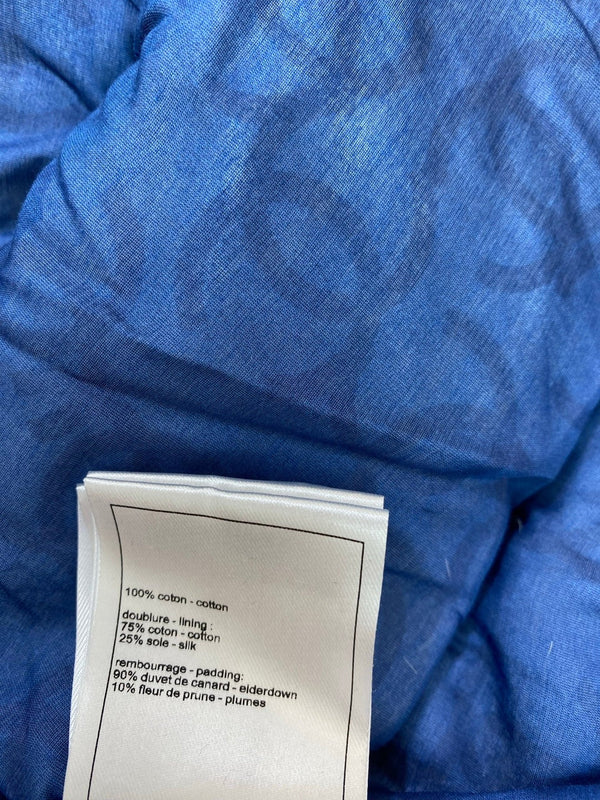 100% coton - cotton
doublure - lining :
75% coton - cotton
25% soie - silk
rembourrage - padding:
90% duvet de canard - eiderdown
10% fleur de prune - plumes